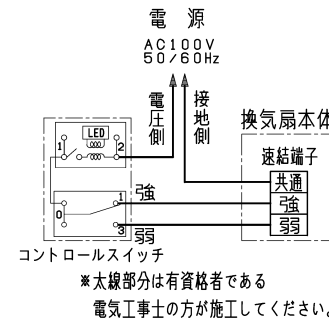 電 源
AC100V
50/60Hz
電圧側
接地側
換気扇本体
速結端子
共通
強
弱
LED
1
2
0
1
3
強
弱
コントロールスイッチ
※太線部分は有資格者である
電気工事士の方が施工してください。